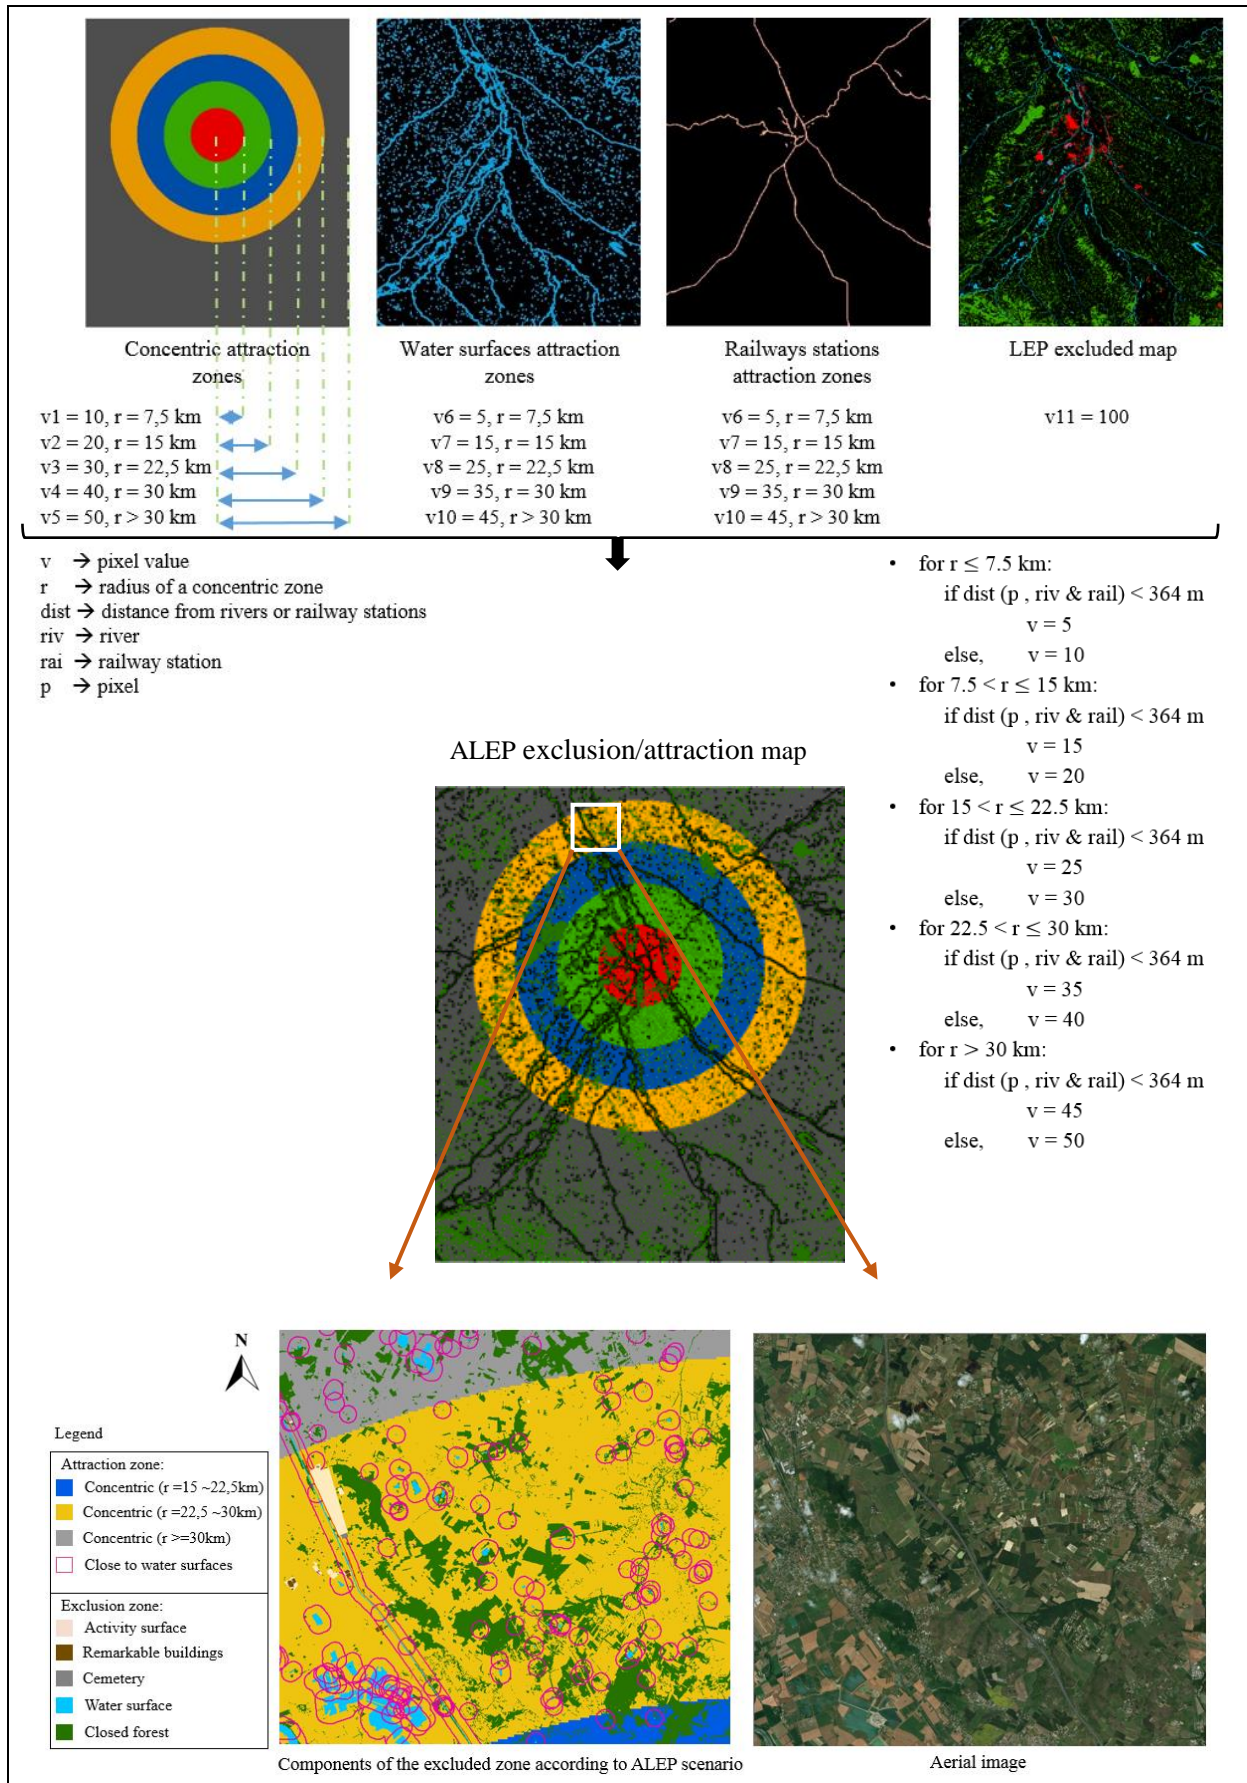 Concentric attraction
zones
Water surfaces attraction
zones
Railways stations
attraction zones
LEP excluded map
v1 = 10, r = 7,5 km
v2 = 20, r = 15 km
v3 = 30, r = 22,5 km
v4 = 40, r = 30 km
v5 = 50, r > 30 km
v6 = 5, r = 7,5 km
v7 = 15, r = 15 km
v8 = 25, r = 22,5 km
v9 = 35, r = 30 km
v10 = 45, r > 30 km
v6 = 5, r = 7,5 km
v7 = 15, r = 15 km
v8 = 25, r = 22,5 km
v9 = 35, r = 30 km
v10 = 45, r > 30 km
v11 = 100
v → pixel value
r → radius of a concentric zone
dist → distance from rivers or railway stations
riv → river
rai → railway station
p → pixel
• for r ≤ 7.5 km:
if dist (p , riv & rail) < 364 m
v = 5
else, v = 10
• for 7.5 < r ≤ 15 km:
if dist (p , riv & rail) < 364 m
v = 15
else, v = 20
• for 15 < r ≤ 22.5 km:
if dist (p , riv & rail) < 364 m
v = 25
else, v = 30
• for 22.5 < r ≤ 30 km:
if dist (p , riv & rail) < 364 m
v = 35
else, v = 40
• for r > 30 km:
if dist (p , riv & rail) < 364 m
v = 45
else, v = 50
ALEP exclusion/attraction map
N
Legend
Attraction zone:
Concentric (r =15 ~22,5km)
Concentric (r =22,5 ~30km)
Concentric (r >=30km)
Close to water surfaces
Exclusion zone:
Activity surface
Remarkable buildings
Cemetery
Water surface
Closed forest
Components of the excluded zone according to ALEP scenario
Aerial image